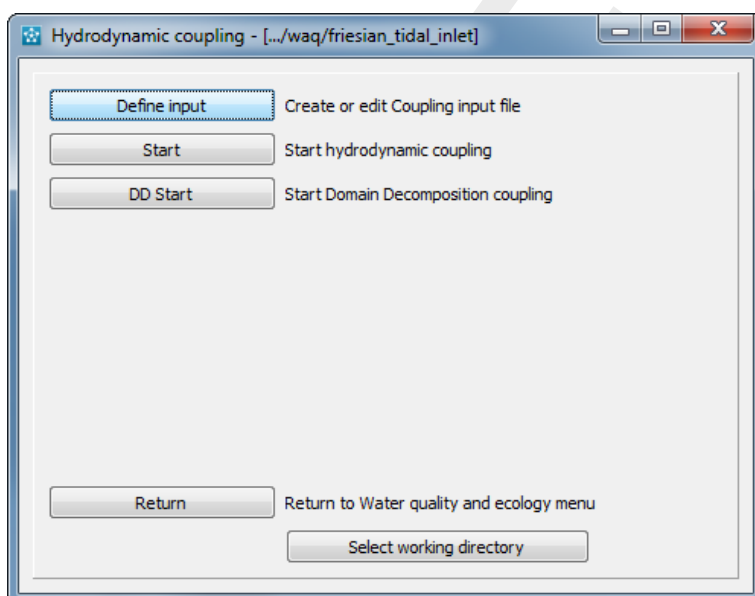 Hydrodynamic coupling - [.../waq/friesian_tidal_inlet]
Define input Create or edit Coupling input file
Start Start hydrodynamic coupling
DD Start Start Domain Decomposition coupling
Return Return to Water quality and ecology menu
Select working directory